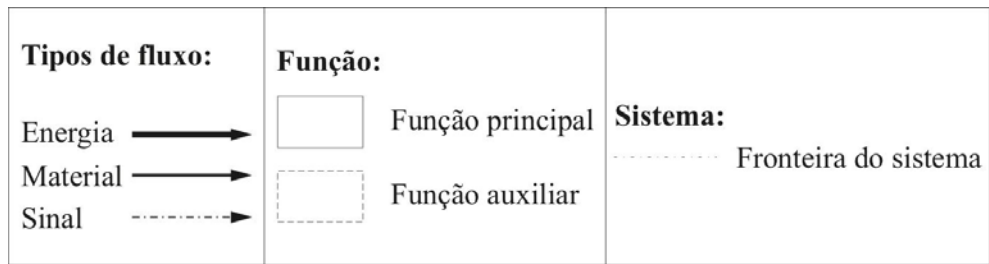 Tipos de fluxo:
Energia
Material
Sinal
Função:
Função principal
Função auxiliar
Sistema:
Fronteira do sistema